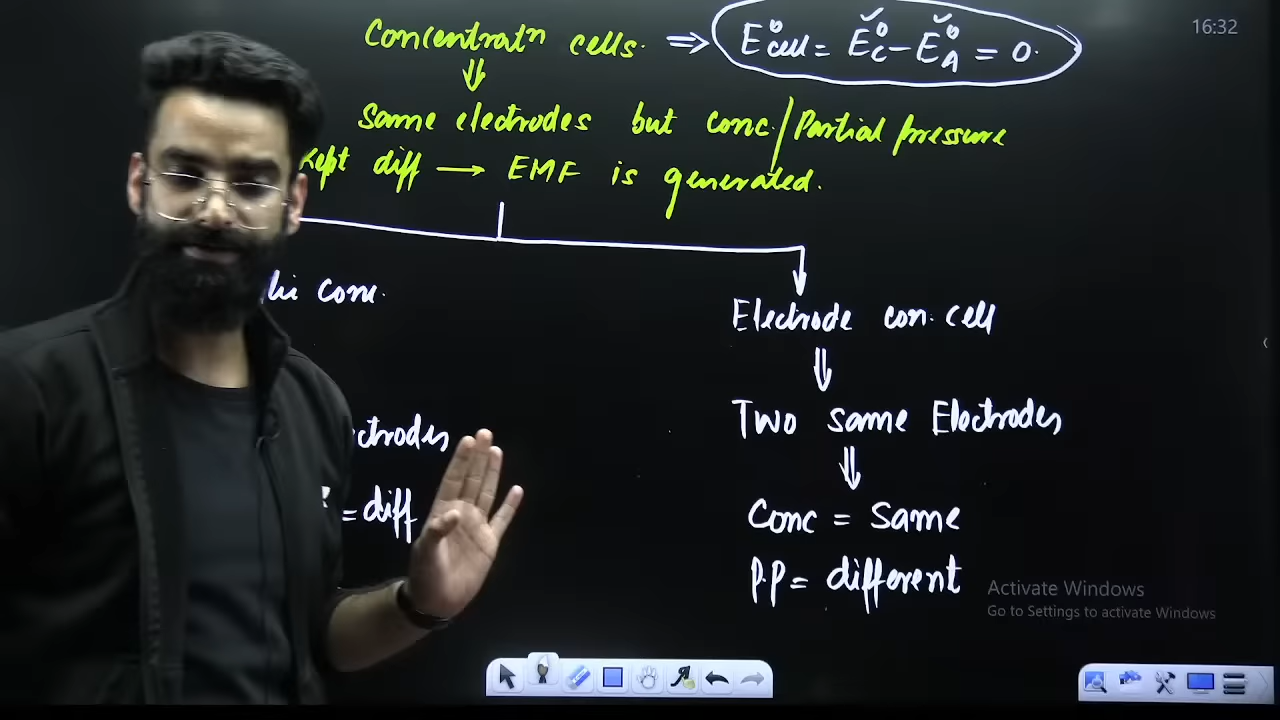 16:32
Concentratⁿ cells. ⇒ E°cell = E°C − E°A = 0.
Same electrodes but conc./Partial pressure
kept diff → EMF is generated.
conc.
Electrode con. cell
Two same Electrodes
= diff
Conc = Same
P.P = different
Activate Windows
Go to Settings to activate Windows